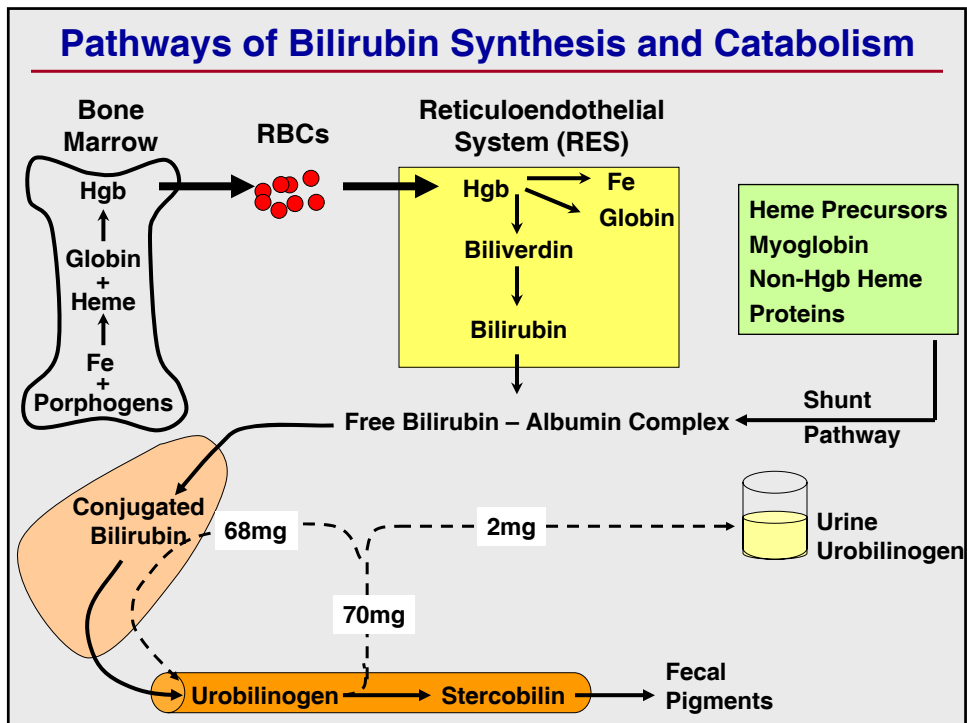 Pathways of Bilirubin Synthesis and Catabolism
Bone
Marrow
RBCs
Reticuloendothelial
System (RES)
Hgb
Globin
+
Heme
Fe
+
Porphogens
Hgb
Fe
Globin
Biliverdin
Bilirubin
Heme Precursors
Myoglobin
Non-Hgb Heme
Proteins
Shunt
Pathway
Free Bilirubin – Albumin Complex
Conjugated
Bilirubin
68mg
2mg
70mg
Urine
Urobilinogen
Urobilinogen
Stercobilin
Fecal
Pigments